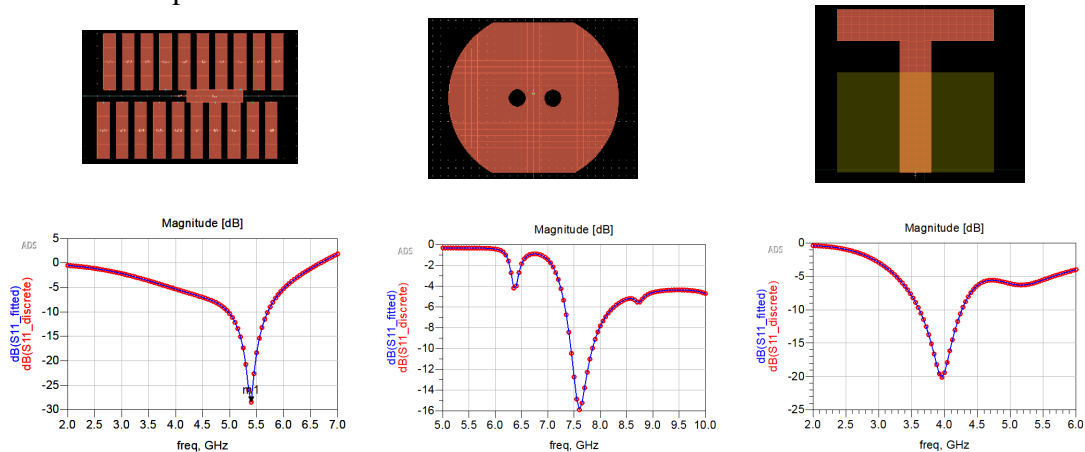 Magnitude [dB]
ADS
dB(S11_fitted)
dB(S11_discrete)
5
0
-5
-10
-15
-20
-25
-30
2.0 2.5 3.0 3.5 4.0 4.5 5.0 5.5 6.0 6.5 7.0
freq, GHz
Magnitude [dB]
ADS
dB(S11_fitted)
dB(S11_discrete)
0
-2
-4
-6
-8
-10
-12
-14
-16
5.0 5.5 6.0 6.5 7.0 7.5 8.0 8.5 9.0 9.5 10.0
freq, GHz
Magnitude [dB]
ADS
dB(S11_fitted)
dB(S11_discrete)
0
-5
-10
-15
-20
-25
2.0 2.5 3.0 3.5 4.0 4.5 5.0 5.5 6.0
freq, GHz